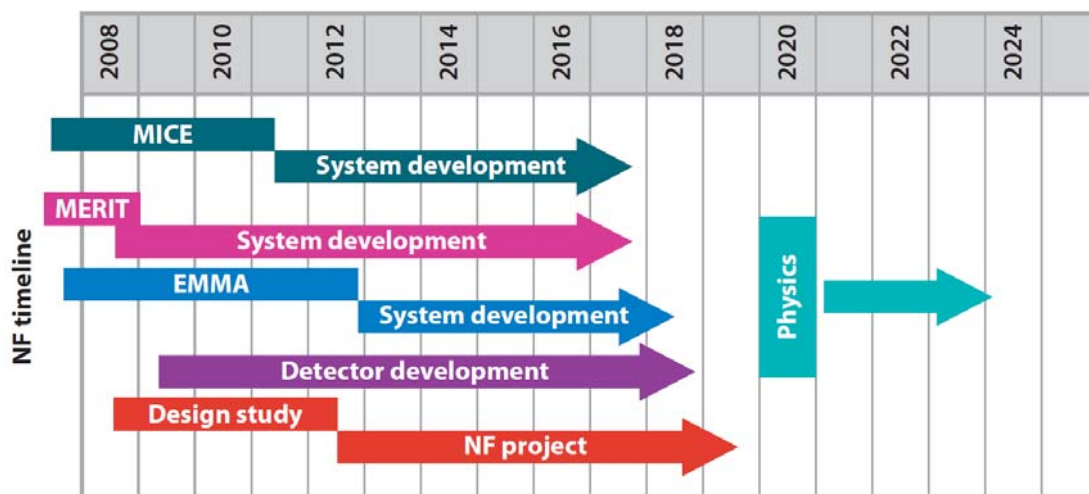 2008 2010 2012 2014 2016 2018 2020 2022 2024
NF timeline
MICE
System development
MERIT
System development
EMMA
System development
Detector development
Design study
NF project
Physics